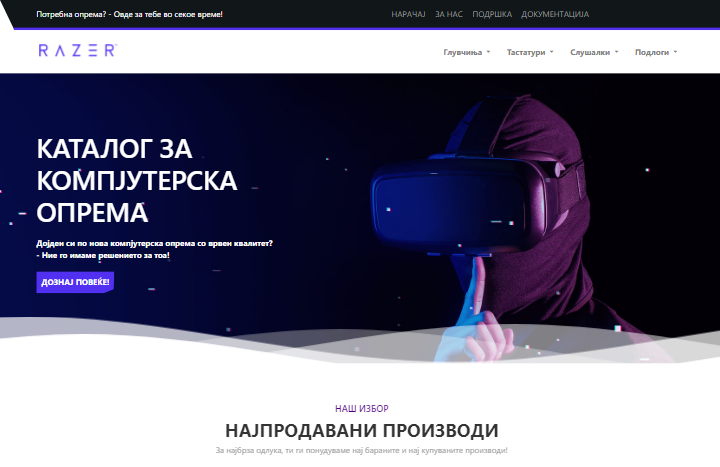 Потребна опрема? - Овде за тебе во секое време!
НАРАЧАЈ ЗА НАС ПОДРШКА ДОКУМЕНТАЦИЈА
RAZER
Глувчиња Тастатури Слушалки Подлоги
КАТАЛОГ ЗА
КОМПЈУТЕРСКА
ОПРЕМА
Дојден си по нова компјутерска опрема со врвен квалитет?
- Ние го имаме решението за тоа!
ДОЗНАЈ ПОВЕЌЕ!
НАШ ИЗБОР
НАЈПРОДАВАНИ ПРОИЗВОДИ
За најбрза одлука, ти ги понудуваме нај бараните и нај купуваните производи!